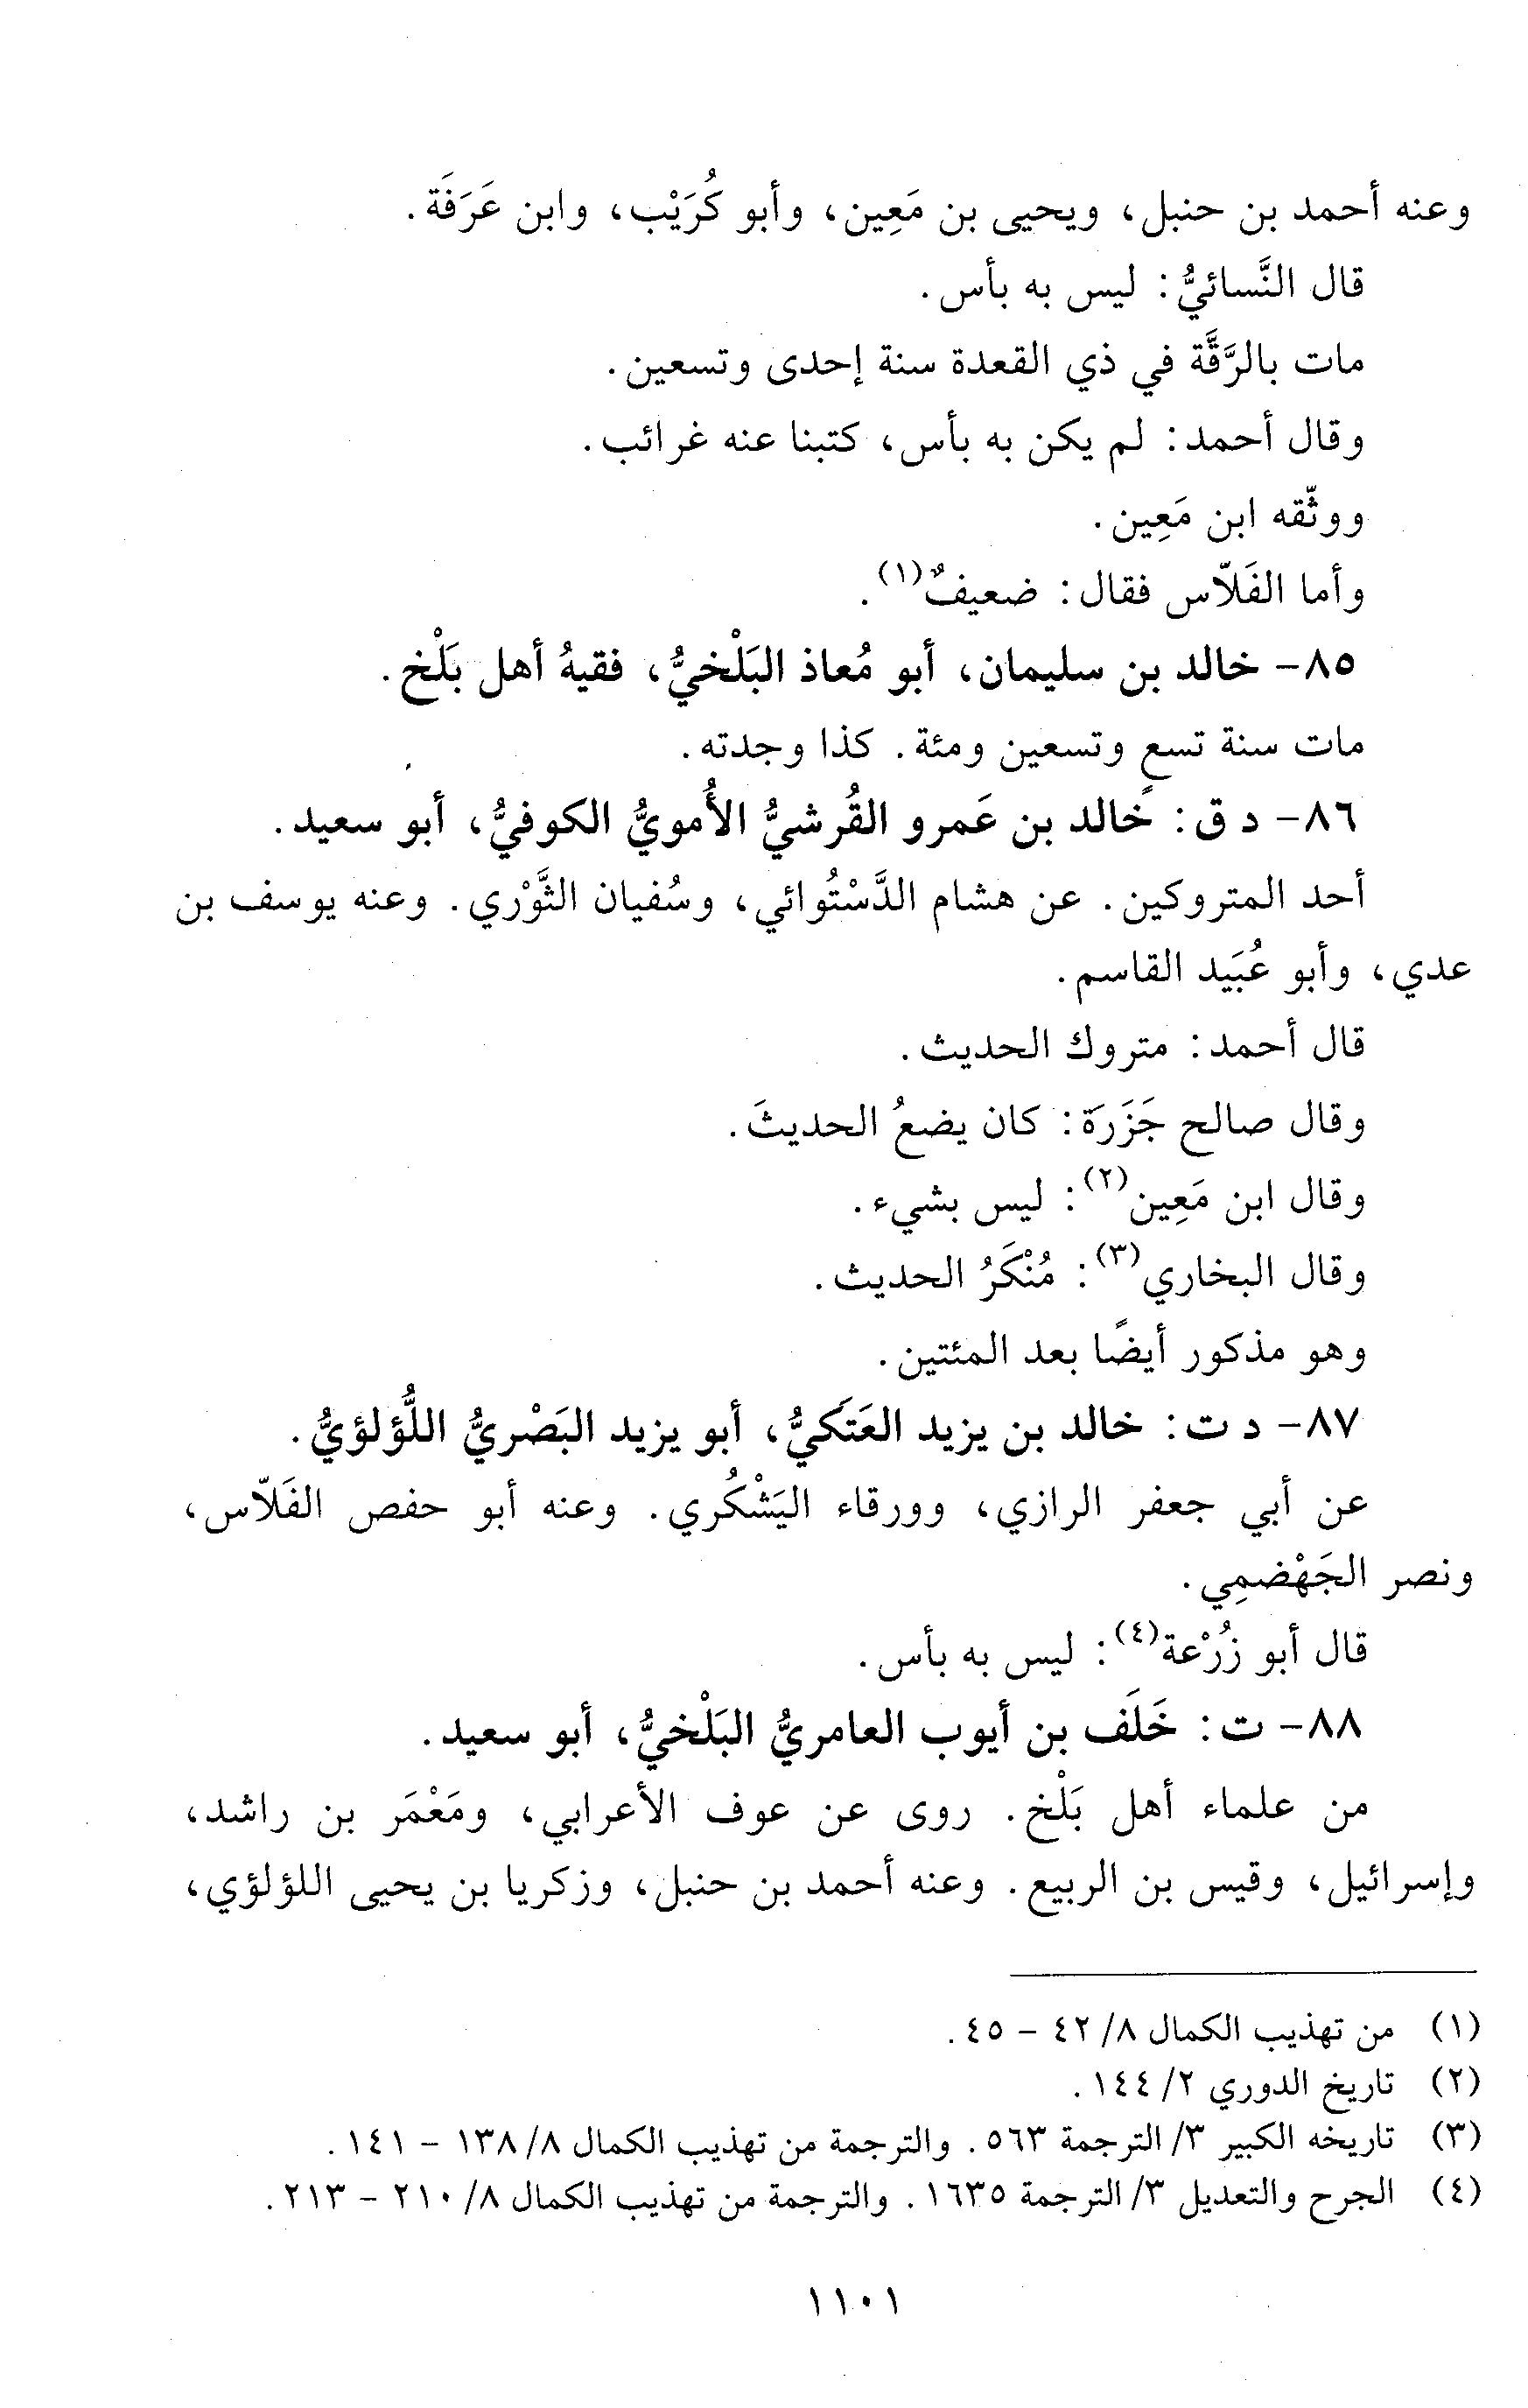 وعنه أحمد بن حنبل، ويحيى بن مَعِين، وأبو كُرَيْب، وابن عَرَفَة.
قال النَّسائيُّ: ليس به بأس.
مات بالرَّقَّة في ذي القعدة سنة إحدى وتسعين.
وقال أحمد: لم يكن به بأس، كتبنا عنه غرائب.
ووثّقه ابن مَعِين.
وأما الفَلاّس فقال: ضعيفٌ(١).
٨٥- خالد بن سليمان، أبو مُعاذ البَلْخيُّ، فقيهُ أهل بَلْخ.
مات سنة تسعٍ وتسعين ومئة. كذا وجدته.
٨٦- د ق: خالد بن عَمرو القُرشيُّ الأُمويُّ الكوفيُّ، أبو سعيد.
أحد المتروكين. عن هشام الدَّسْتُوائي، وسُفيان الثَّوْري. وعنه يوسف بن
عدي، وأبو عُبَيد القاسم.
قال أحمد: متروك الحديث.
وقال صالح جَزَرَة: كان يضعُ الحديثَ.
وقال ابن مَعِين(٢): ليس بشيء.
وقال البخاري(٣): مُنْكَرُ الحديث.
وهو مذكور أيضًا بعد المئتين.
٨٧- د ت: خالد بن يزيد العَتَكيُّ، أبو يزيد البَصْريُّ اللُّؤلؤيُّ.
عن أبي جعفر الرازي، وورقاء اليَشْكُري. وعنه أبو حفص الفَلاّس،
ونصر الجَهْضمِي.
قال أبو زُرْعة(٤): ليس به بأس.
٨٨- ت: خَلَف بن أيوب العامريُّ البَلْخيُّ، أبو سعيد.
من علماء أهل بَلْخ. روى عن عوف الأعرابي، ومَعْمَر بن راشد،
وإسرائيل، وقيس بن الربيع. وعنه أحمد بن حنبل، وزكريا بن يحيى اللؤلؤي،
(١) من تهذيب الكمال ٨/ ٤٢ - ٤٥.
(٢) تاريخ الدوري ٢/ ١٤٤.
(٣) تاريخه الكبير ٣/ الترجمة ٥٦٣. والترجمة من تهذيب الكمال ٨/ ١٣٨ - ١٤١.
(٤) الجرح والتعديل ٣/ الترجمة ١٦٣٥. والترجمة من تهذيب الكمال ٨/ ٢١٠ - ٢١٣.
١١٠١